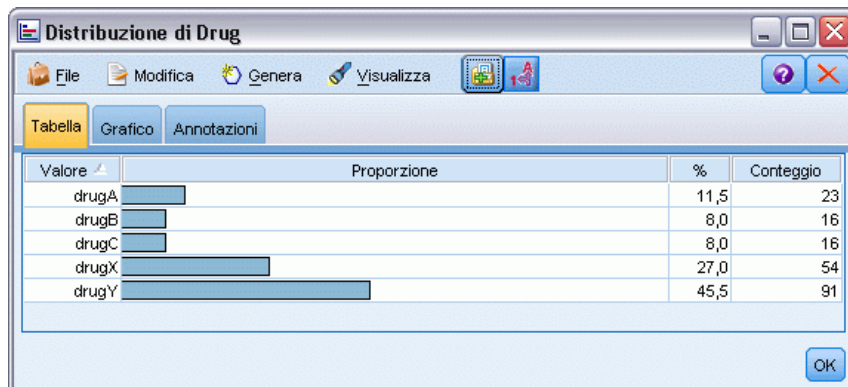 Distribuzione di Drug
File Modifica Genera Visualizza
Tabella Grafico Annotazioni
Valore Proporzione % Conteggio
drugA 11,5 23
drugB 8,0 16
drugC 8,0 16
drugX 27,0 54
drugY 45,5 91
OK